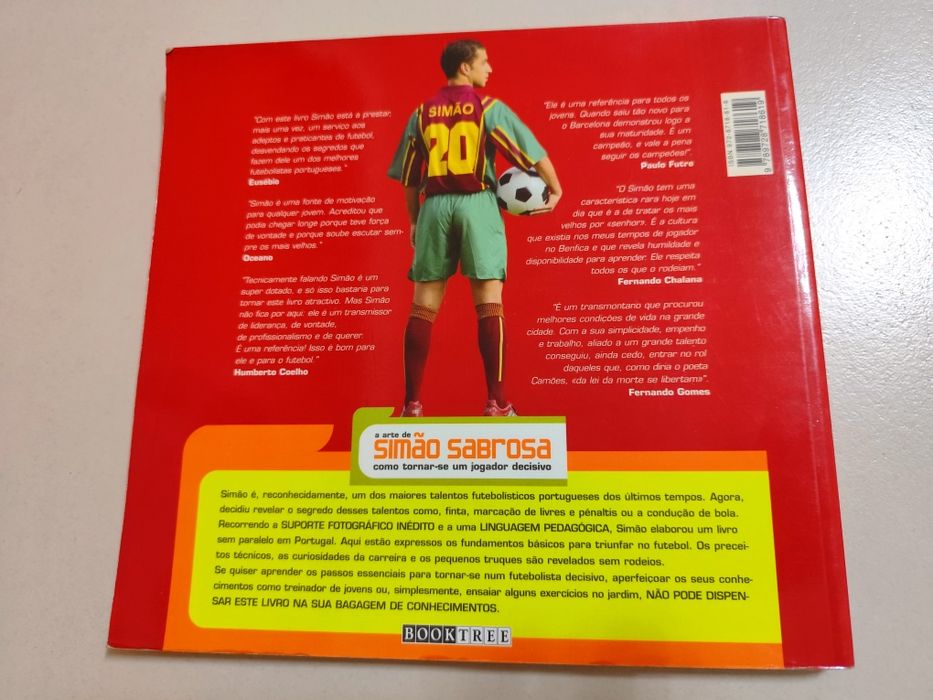 "Com este livro Simão está a prestar,
mais uma vez, um serviço aos
adeptos e praticantes de futebol,
desvendando os segredos que
fazem dele um dos melhores
futebolistas portugueses."
Eusébio
"Simão é uma fonte de motivação
para qualquer jovem. Acreditou que
podia chegar longe porque teve força
de vontade e porque soube escutar sem-
pre os mais velhos."
Oceano
"Tecnicamente falando Simão é um
super dotado, e só isso bastaria para
tornar este livro atractivo. Mas Simão
não fica por aqui: ele é um transmissor
de liderança, de vontade,
de profissionalismo e de querer.
É uma referência! Isso é bom para
ele e para o futebol."
Humberto Coelho
SIMÃO
20
"Ele é uma referência para todos os
jovens. Quando saiu tão novo para
o Barcelona demonstrou logo a
sua maturidade. É um
campeão, e vale a pena
seguir os campeões!".
Paulo Futre
"O Simão tem uma
característica rara hoje em
dia que é a de tratar os mais
velhos por «senhor». É a cultura
que existia nos meus tempos de jogador
no Benfica e que revela humildade e
disponibilidade para aprender. Ele respeita
todos os que o rodeiam."
Fernando Chalana
"É um transmontano que procurou
melhores condições de vida na grande
cidade. Com a sua simplicidade, empenho
e trabalho, aliado a um grande talento
conseguiu, ainda cedo, entrar no rol
daqueles que, como diria o poeta
Camões, «da lei da morte se libertam»".
Fernando Gomes
a arte de
simão sabrosa
como tornar-se um jogador decisivo
Simão é, reconhecidamente, um dos maiores talentos futebolísticos portugueses dos últimos tempos. Agora,
decidiu revelar o segredo desses talentos como, finta, marcação de livres e pénaltis ou a condução de bola.
Recorrendo a SUPORTE FOTOGRÁFICO INÉDITO e a uma LINGUAGEM PEDAGÓGICA, Simão elaborou um livro
sem paralelo em Portugal. Aqui estão expressos os fundamentos básicos para triunfar no futebol. Os precei-
tos técnicos, as curiosidades da carreira e os pequenos truques são revelados sem rodeios.
Se quiser aprender os passos essenciais para tornar-se num futebolista decisivo, aperfeiçoar os seus conhe-
cimentos como treinador de jovens ou, simplesmente, ensaiar alguns exercícios no jardim, NÃO PODE DISPEN-
SAR ESTE LIVRO NA SUA BAGAGEM DE CONHECIMENTOS.
BOOKTREE